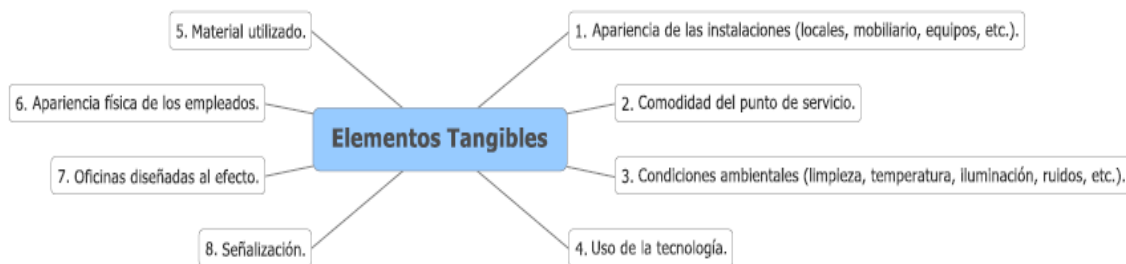 Elementos Tangibles
1. Apariencia de las instalaciones (locales, mobiliario, equipos, etc.).
2. Comodidad del punto de servicio.
3. Condiciones ambientales (limpieza, temperatura, iluminación, ruidos, etc.).
4. Uso de la tecnología.
5. Material utilizado.
6. Apariencia física de los empleados.
7. Oficinas diseñadas al efecto.
8. Señalización.